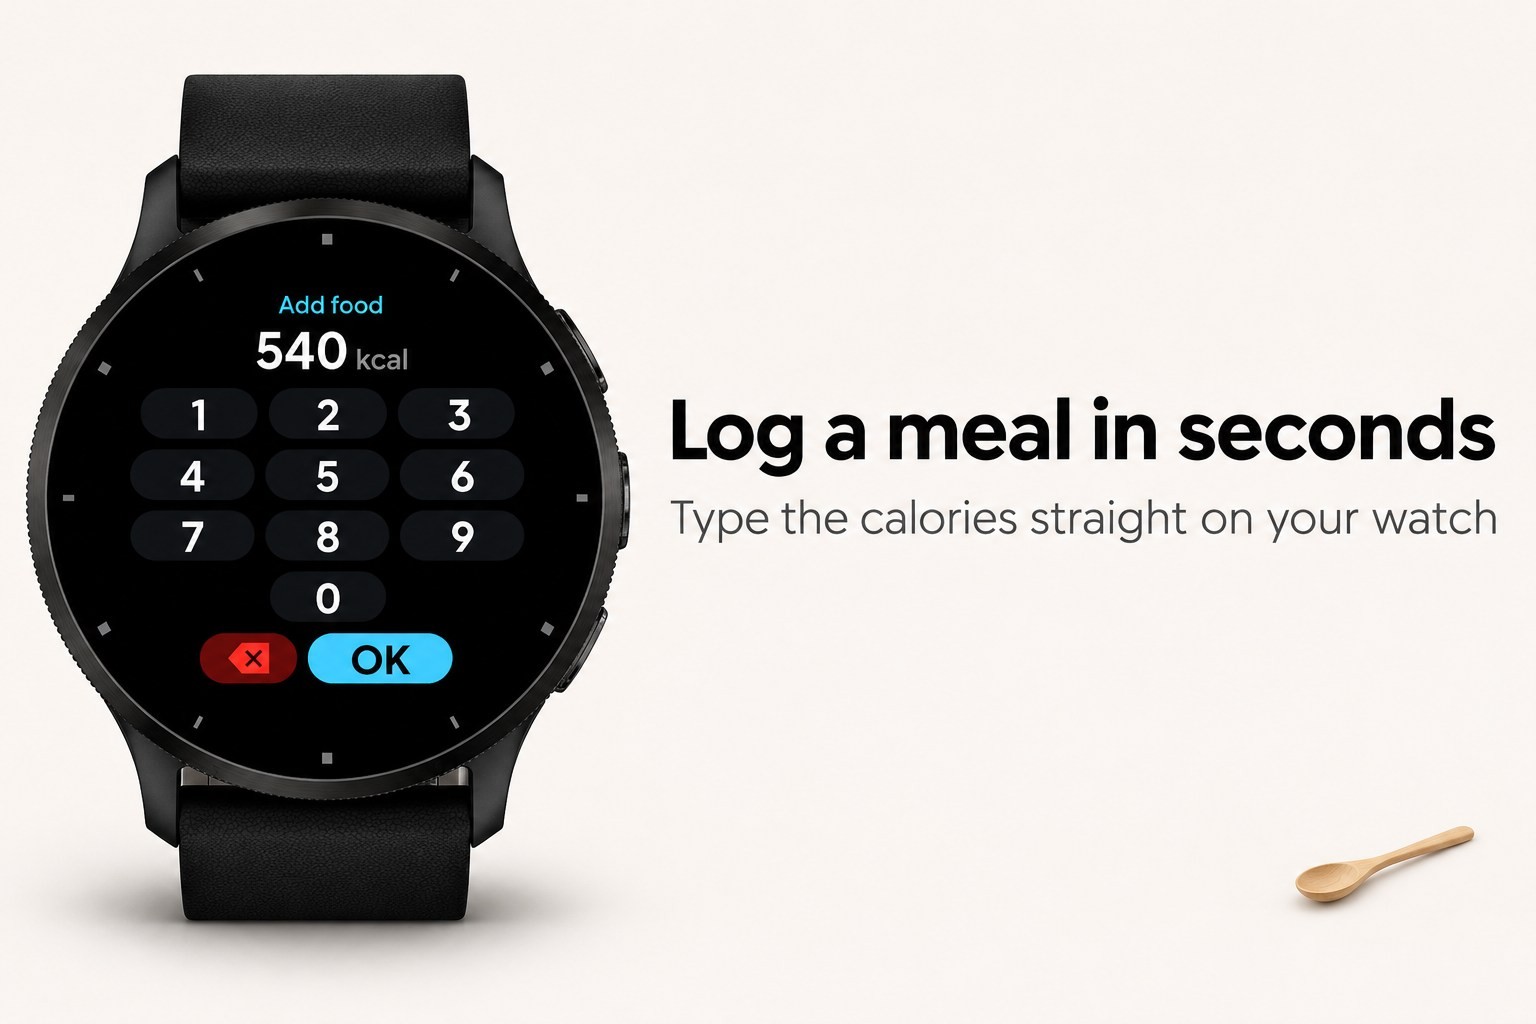 Add food
540 kcal
1 2 3
4 5 6
7 8 9
0
OK
Log a meal in seconds
Type the calories straight on your watch